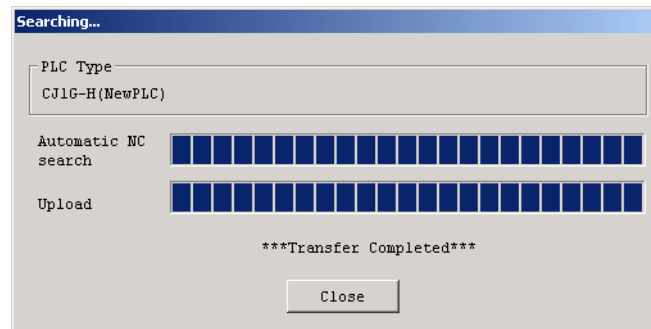 Searching...
PLC Type
CJ1G-H(NewPLC)
Automatic NC
search
Upload
***Transfer Completed***
Close